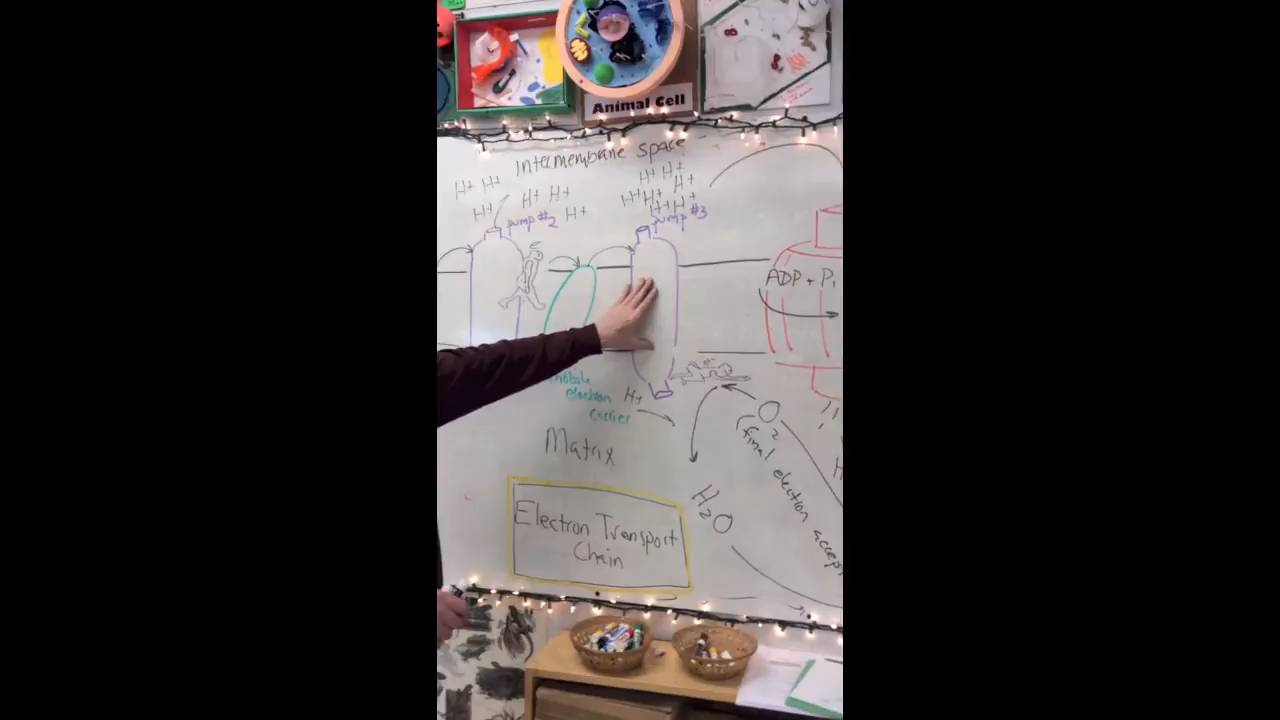 Animal Cell
Intermembrane space
H+ H+
H+
H+ H+
H+
H+ H+
H+
H+ H+
H+ H+
pump #2
pump #3
ADP + Pi
mobile
electron
carrier
H+
O2
(final electron accept
Matrix
H2O
Electron Transport
Chain